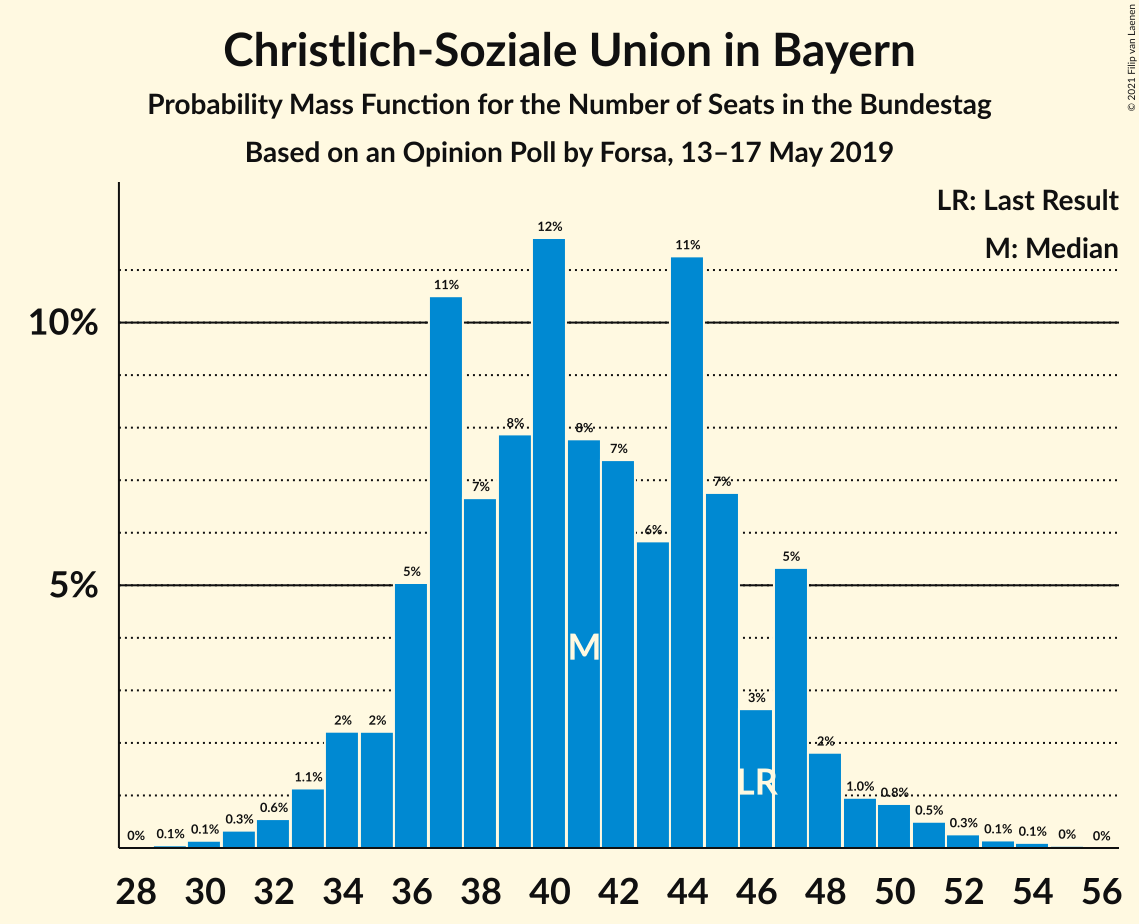 Christlich-Soziale Union in Bayern
Probability Mass Function for the Number of Seats in the Bundestag
Based on an Opinion Poll by Forsa, 13–17 May 2019
© 2021 Filip van Laenen
LR: Last Result
M: Median
10%
5%
0% 0.1% 0.1% 0.3% 0.6% 1.1% 2% 2% 5% 11% 7% 8% 12% 8% 7% 6% 11% 7% 3% 5% 2% 1.0% 0.8% 0.5% 0.3% 0.1% 0.1% 0% 0%
M
LR
28 30 32 34 36 38 40 42 44 46 48 50 52 54 56